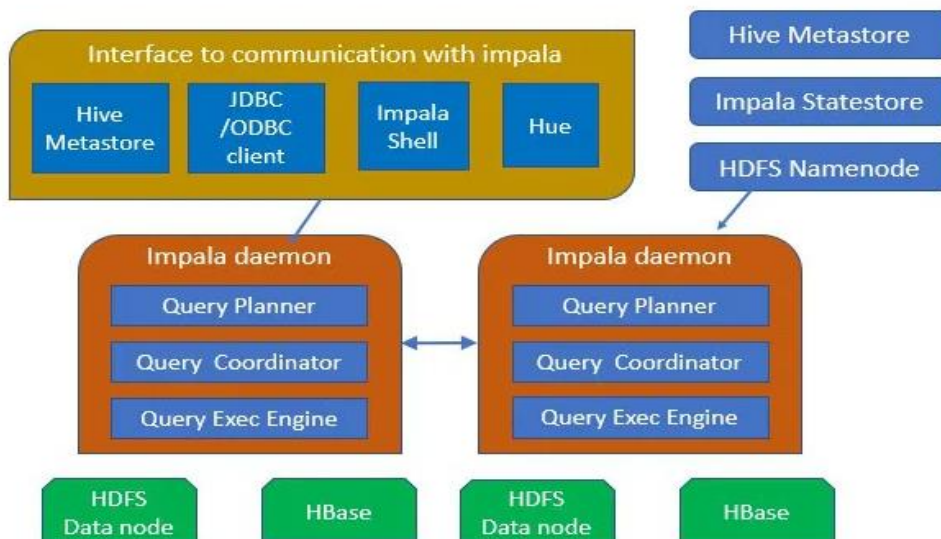 Interface to communication with impala
Hive
Metastore
JDBC
/ODBC
client
Impala
Shell
Hue
Hive Metastore
Impala Statestore
HDFS Namenode
Impala daemon
Query Planner
Query Coordinator
Query Exec Engine
Impala daemon
Query Planner
Query Coordinator
Query Exec Engine
HDFS
Data node
HBase
HDFS
Data node
HBase